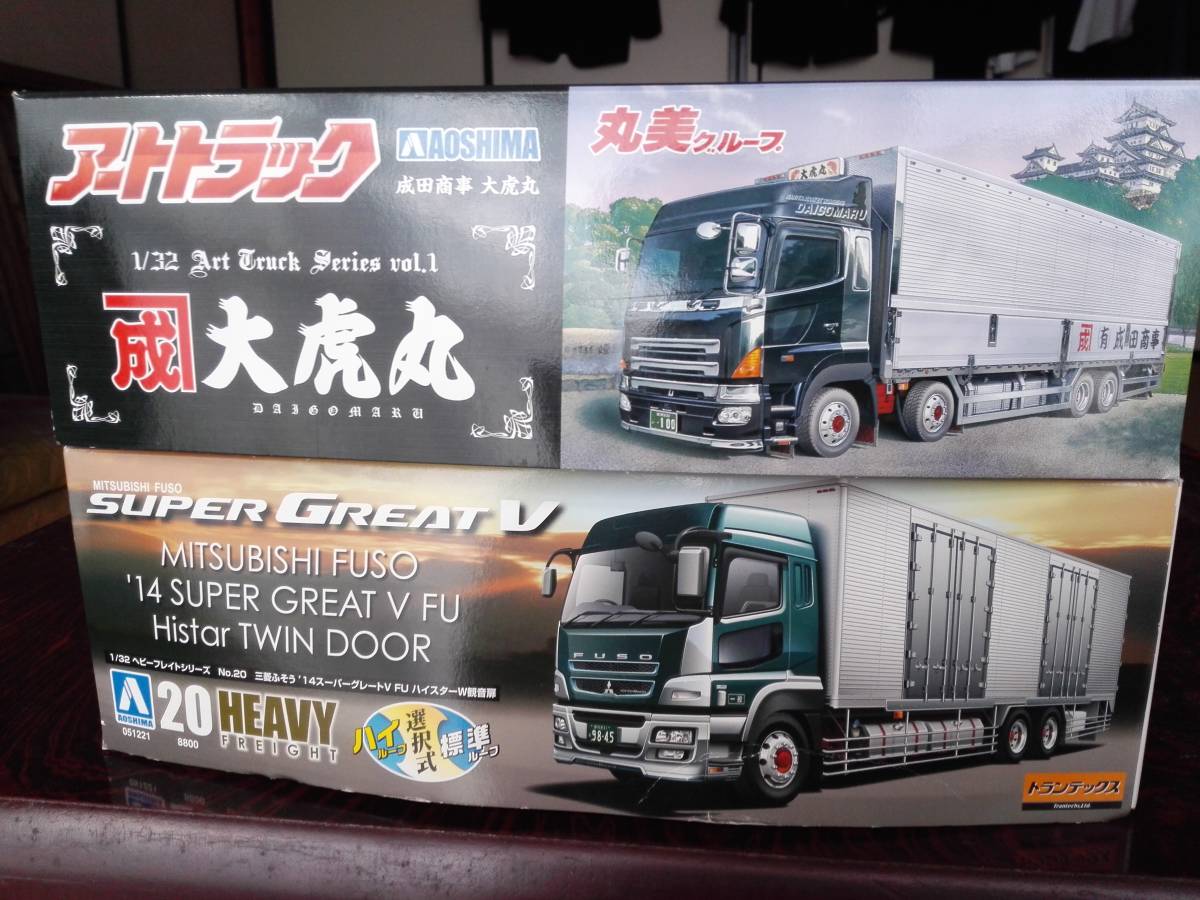 アートトラック
AOSHIMA
成田商事 大虎丸
1/32 Art Truck Series vol.1
成 大虎丸
DAIGOMARU
丸美グループ
大虎丸
DAIGOMARU
100
成 有 成田商事
MITSUBISHI FUSO
SUPER GREAT V
MITSUBISHI FUSO
'14 SUPER GREAT V FU
Histar TWIN DOOR
1/32 ヘビーフレイトシリーズ No.20 三菱ふそう'14スーパーグレートV FU ハイスターW観音扉
AOSHIMA
051221
20
8800
HEAVY
FREIGHT
ハイルーフ
選択式
標準ルーフ
FUSO
98-45
トランテックス
Trantechs,Ltd